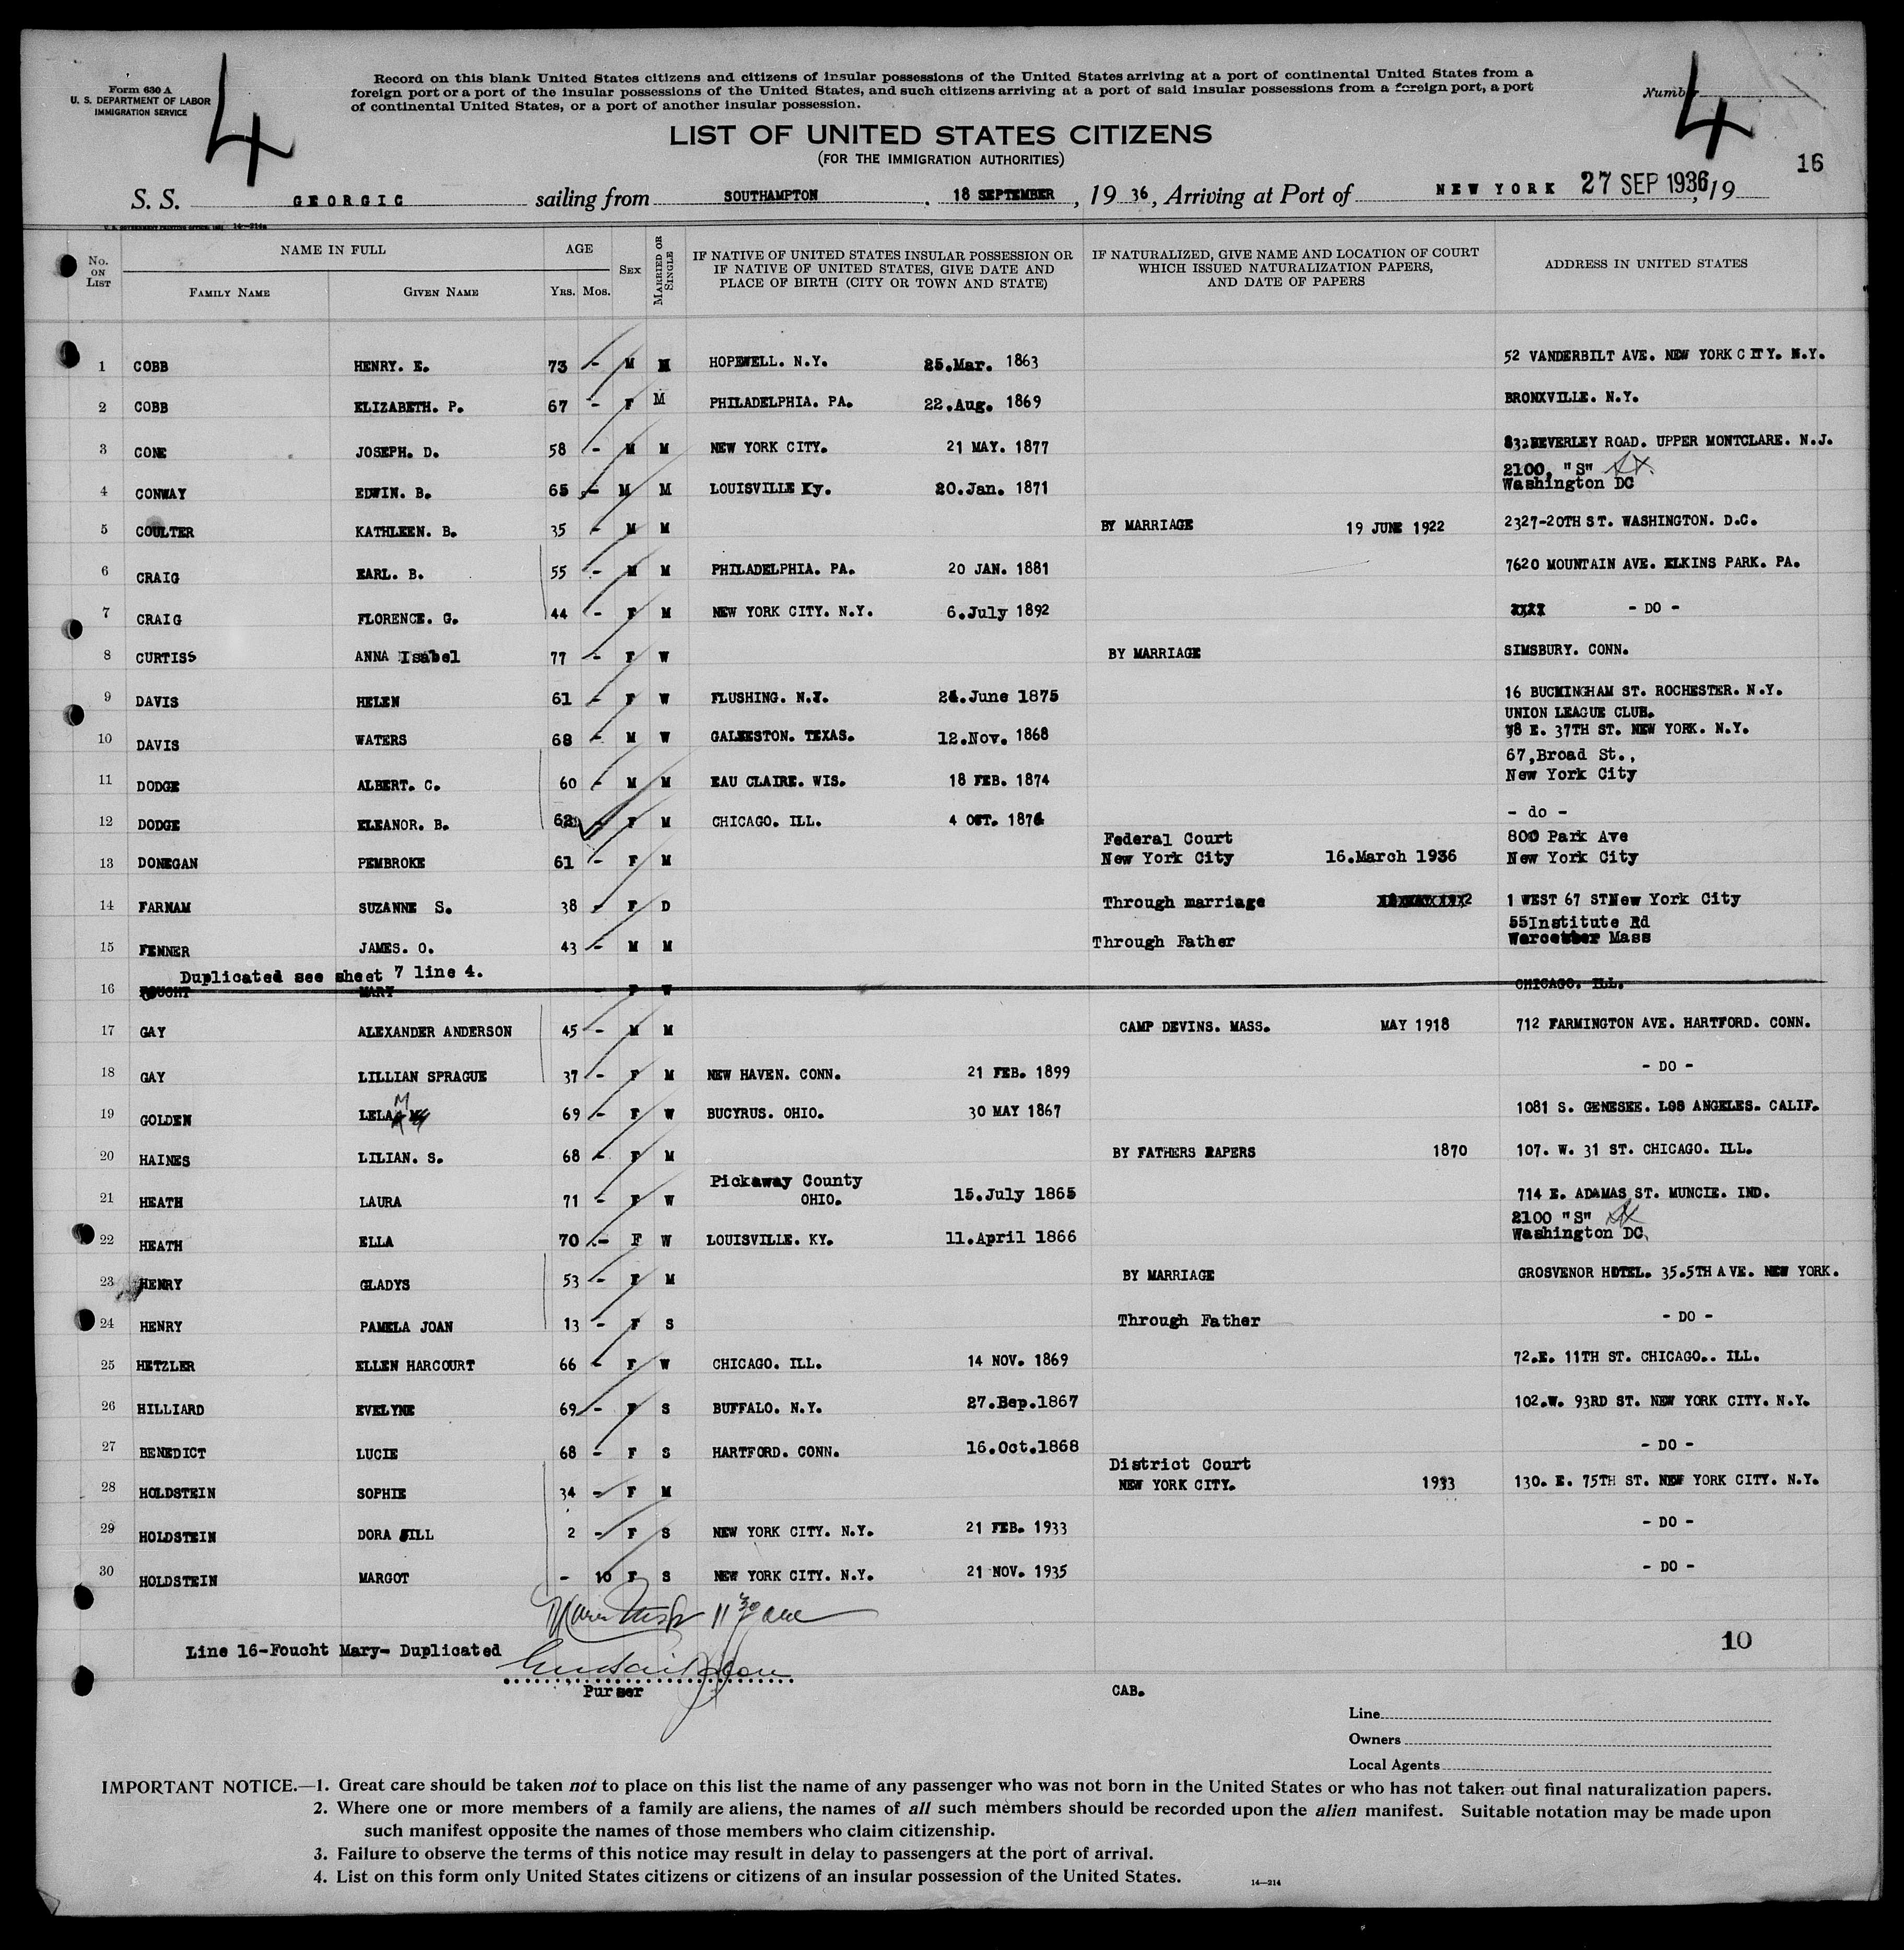 Form 630 A
U. S. DEPARTMENT OF LABOR
IMMIGRATION SERVICE
4
Record on this blank United States citizens and citizens of insular possessions of the United States arriving at a port of continental United States from a
foreign port or a port of the insular possessions of the United States, and such citizens arriving at a port of said insular possessions from a foreign port, a port
of continental United States, or a port of another insular possession.
Number 4
LIST OF UNITED STATES CITIZENS
(FOR THE IMMIGRATION AUTHORITIES)
16
S. S. GEORGIC sailing from SOUTHAMPTON, 18 SEPTEMBER, 19 36, Arriving at Port of NEW YORK 27 SEP 1936, 19
14-214a
No. ON LIST
NAME IN FULL
FAMILY NAME GIVEN NAME
AGE
YRS. MOS.
SEX
MARRIED OR SINGLE
IF NATIVE OF UNITED STATES INSULAR POSSESSION OR
IF NATIVE OF UNITED STATES, GIVE DATE AND
PLACE OF BIRTH (CITY OR TOWN AND STATE)
IF NATURALIZED, GIVE NAME AND LOCATION OF COURT
WHICH ISSUED NATURALIZATION PAPERS,
AND DATE OF PAPERS
ADDRESS IN UNITED STATES
1 COBB HENRY. E. 73 - M M HOPEWELL. N.Y. 25.Mar. 1863 52 VANDERBILT AVE. NEW YORK CITY. N.Y.
2 COBB ELIZABETH. P. 67 - F M PHILADELPHIA. PA. 22.Aug. 1869 BRONXVILLE. N.Y.
3 CONE JOSEPH. D. 58 - M M NEW YORK CITY. 21 MAY. 1877 832BEVERLEY ROAD. UPPER MONTCLARE. N.J.
4 CONWAY EDWIN. B. 65 - M M LOUISVILLE Ky. 20.Jan. 1871 2100, "S"
Washington DC
5 COULTER KATHLEEN. B. 35 - M M BY MARRIAGE 19 JUNE 1922 2327-20TH ST. WASHINGTON. D.C.
6 CRAIG EARL. B. 55 - M M PHILADELPHIA. PA. 20 JAN. 1881 7620 MOUNTAIN AVE. ELKINS PARK. PA.
7 CRAIG FLORENCE. G. 44 - F M NEW YORK CITY. N.Y. 6.July 1892 - DO -
8 CURTISS ANNA Isabel 77 - F W BY MARRIAGE SIMSBURY. CONN.
9 DAVIS HELEN 61 - F W FLUSHING. N.Y. 24.June 1875 16 BUCKINGHAM ST. ROCHESTER. N.Y.
10 DAVIS WATERS 68 - M W GALVESTON. TEXAS. 12.Nov. 1868 UNION LEAGUE CLUB.
38 E. 37TH ST. NEW YORK. N.Y.
11 DODGE ALBERT. C. 60 - M M EAU CLAIRE. WIS. 18 FEB. 1874 67,Broad St.,
New York City
12 DODGE ELEANOR. B. 62 - F M CHICAGO. ILL. 4 OCT. 1874 - do -
13 DONEGAN PEMBROKE 61 - F M Federal Court
New York City 16.March 1936 800 Park Ave
New York City
14 FARNAM SUZANNE S. 38 - F D Through marriage 1 WEST 67 STNew York City
15 FENNER JAMES. O. 43 - M M Through Father 55Institute Rd
Worcester Mass
Duplicated see sheet 7 line 4.
16 FOUCHT MARY - F W CHICAGO. ILL.
17 GAY ALEXANDER ANDERSON 45 - M M CAMP DEVINS. MASS. MAY 1918 712 FARMINGTON AVE. HARTFORD. CONN.
18 GAY LILLIAN SPRAGUE 37 - F M NEW HAVEN. CONN. 21 FEB. 1899 - DO -
19 GOLDEN LELA M 69 - F W BUCYRUS. OHIO. 30 MAY 1867 1081 S. GENESEE. LOS ANGELES. CALIF.
20 HAINES LILIAN. S. 68 - F M BY FATHERS PAPERS 1870 107. W. 31 ST. CHICAGO. ILL.
21 HEATH LAURA 71 - F W Pickaway County
OHIO. 15.July 1865 714 E. ADAMAS ST. MUNCIE. IND.
22 HEATH ELLA 70 - F W LOUISVILLE. KY. 11.April 1866 2100 "S"
Washington DC
23 HENRY GLADYS 53 - F M BY MARRIAGE GROSVENOR HOTEL. 35.5TH AVE. NEW YORK.
24 HENRY PAMELA JOAN 13 - F S Through Father - DO -
25 HETZLER ELLEN HARCOURT 66 - F W CHICAGO. ILL. 14 NOV. 1869 72.E. 11TH ST. CHICAGO.. ILL.
26 HILLIARD EVELYNE 69 - F S BUFFALO. N.Y. 27.Sep.1867 102.W. 93RD ST. NEW YORK CITY. N.Y.
27 BENEDICT LUCIE 68 - F S HARTFORD. CONN. 16.Oct.1868 - DO -
28 HOLDSTEIN SOPHIE 34 - F M District Court
NEW YORK CITY. 1933 130. E. 75TH ST. NEW YORK CITY. N.Y.
29 HOLDSTEIN DORA JILL 2 - F S NEW YORK CITY. N.Y. 21 FEB. 1933 - DO -
30 HOLDSTEIN MARGOT - 10 F S NEW YORK CITY. N.Y. 21 NOV. 1935 - DO -
Line 16-Foucht Mary- Duplicated
10
Purser
CAB.
Line
Owners
Local Agents
IMPORTANT NOTICE.—1. Great care should be taken not to place on this list the name of any passenger who was not born in the United States or who has not taken out final naturalization papers.
2. Where one or more members of a family are aliens, the names of all such members should be recorded upon the alien manifest. Suitable notation may be made upon
such manifest opposite the names of those members who claim citizenship.
3. Failure to observe the terms of this notice may result in delay to passengers at the port of arrival.
4. List on this form only United States citizens or citizens of an insular possession of the United States.
14-214